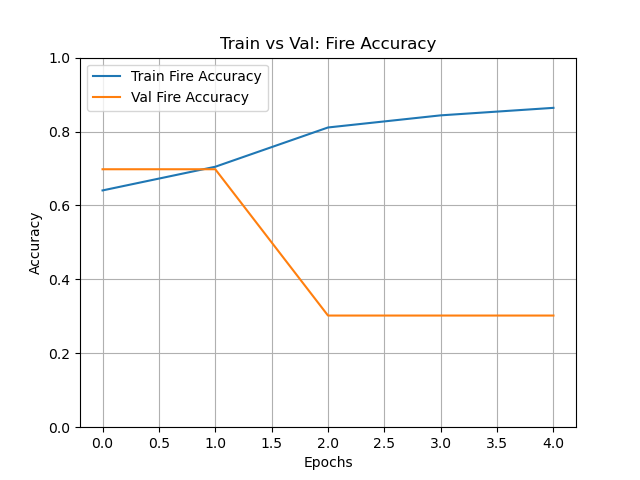 Train vs Val: Fire Accuracy
Train Fire Accuracy
Val Fire Accuracy
Accuracy
1.0
0.8
0.6
0.4
0.2
0.0
0.0 0.5 1.0 1.5 2.0 2.5 3.0 3.5 4.0
Epochs